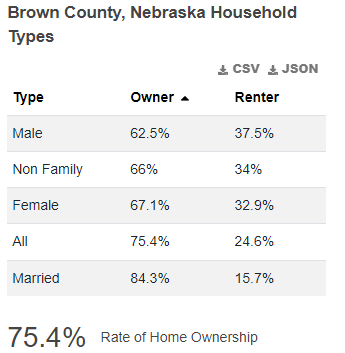 Brown County, Nebraska Household
Types
CSV JSON
Type Owner Renter
Male 62.5% 37.5%
Non Family 66% 34%
Female 67.1% 32.9%
All 75.4% 24.6%
Married 84.3% 15.7%
75.4% Rate of Home Ownership